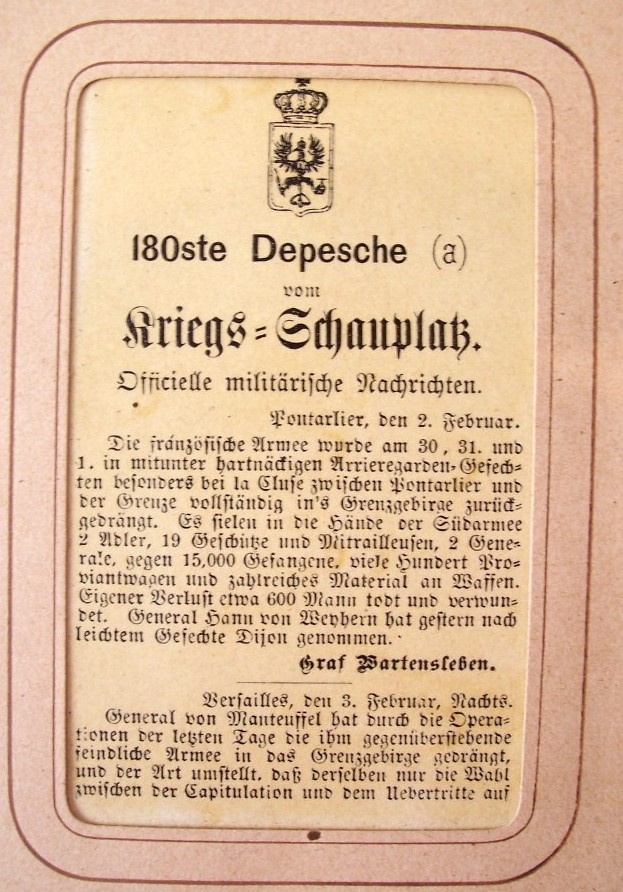 180ste Depesche (a)
vom
Kriegs=Schauplatz.
Officielle militärische Nachrichten.
Pontarlier, den 2. Februar.
Die französische Armee wurde am 30, 31. und
1. in mitunter hartnäckigen Arrieregarden-Gefech=
ten besonders bei la Cluse zwischen Pontarlier und
der Grenze vollständig in's Grenzgebirge zurück=
gedrängt. Es fielen in die Hände der Südarmee
2 Adler, 19 Geschütze und Mitrailleusen, 2 Gene=
rale, gegen 15,000 Gefangene, viele Hundert Pro=
viantwagen und zahlreiches Material an Waffen.
Eigener Verlust etwa 600 Mann todt und verwun=
det. General Hann von Weyhern hat gestern nach
leichtem Gefechte Dijon genommen.
Graf Wartensleben.
Versailles, den 3. Februar, Nachts.
General von Manteuffel hat durch die Opera=
tionen der letzten Tage die ihm gegenüberstehende
feindliche Armee in das Grenzgebirge gedrängt,
und der Art umstellt, daß derselben nur die Wahl
zwischen der Capitulation und dem Uebertritte auf